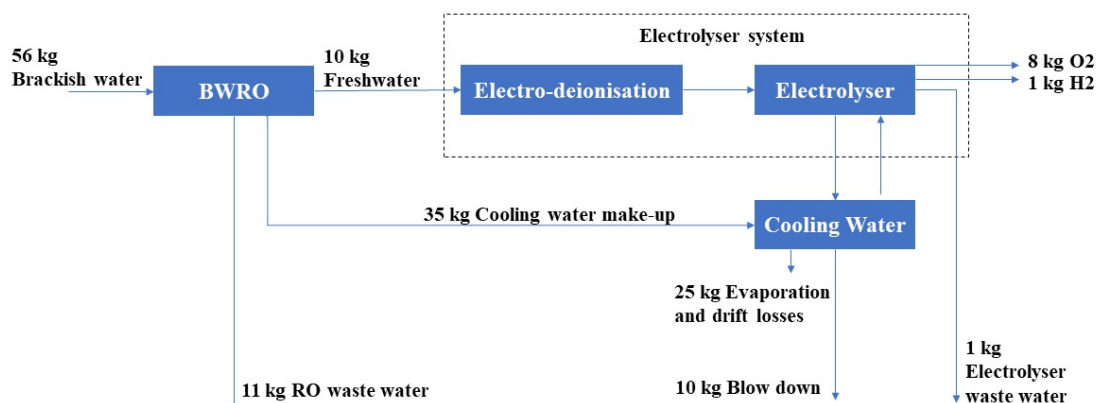 Electrolyser system
56 kg
Brackish water
BWRO
10 kg
Freshwater
Electro-deionisation
Electrolyser
8 kg O2
1 kg H2
35 kg Cooling water make-up
Cooling Water
25 kg Evaporation
and drift losses
11 kg RO waste water
10 kg Blow down
1 kg
Electrolyser
waste water